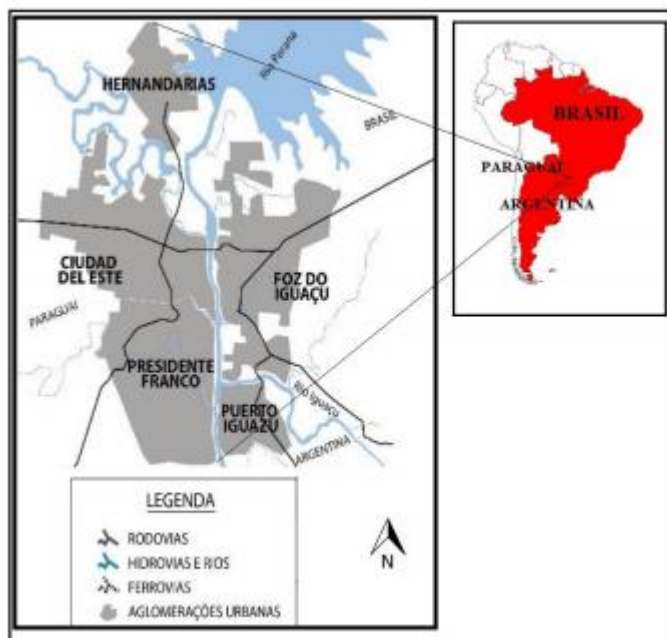 HERNANDARIAS
Rio Parana
BRASIL
CIUDAD
DEL ESTE
FOZ DO
IGUAÇU
PARAGUAI
PRESIDENTE
FRANCO
PUERTO
IGUAZU
Rio Iguaçu
ARGENTINA
LEGENDA
RODOVIAS
HIDROVIAS E RIOS
FERROVIAS
AGLOMERAÇÕES URBANAS
N
BRASIL
PARAGUAI
ARGENTINA